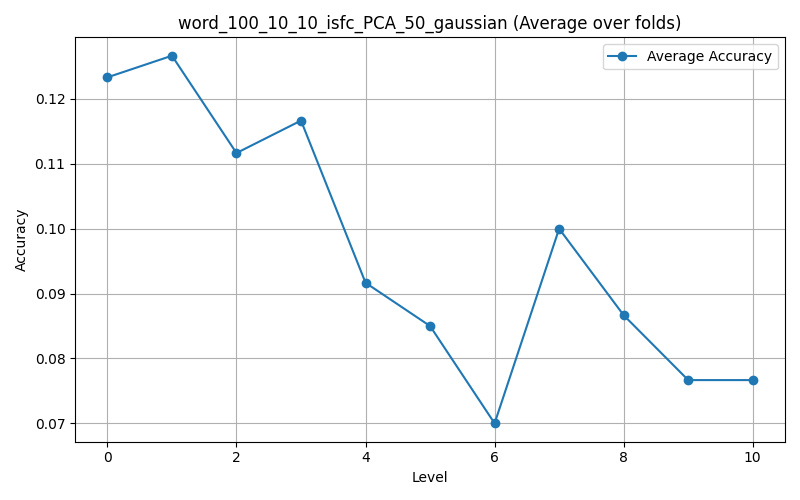 word_100_10_10_isfc_PCA_50_gaussian (Average over folds)
Average Accuracy
Accuracy
0.12
0.11
0.10
0.09
0.08
0.07
0 2 4 6 8 10
Level